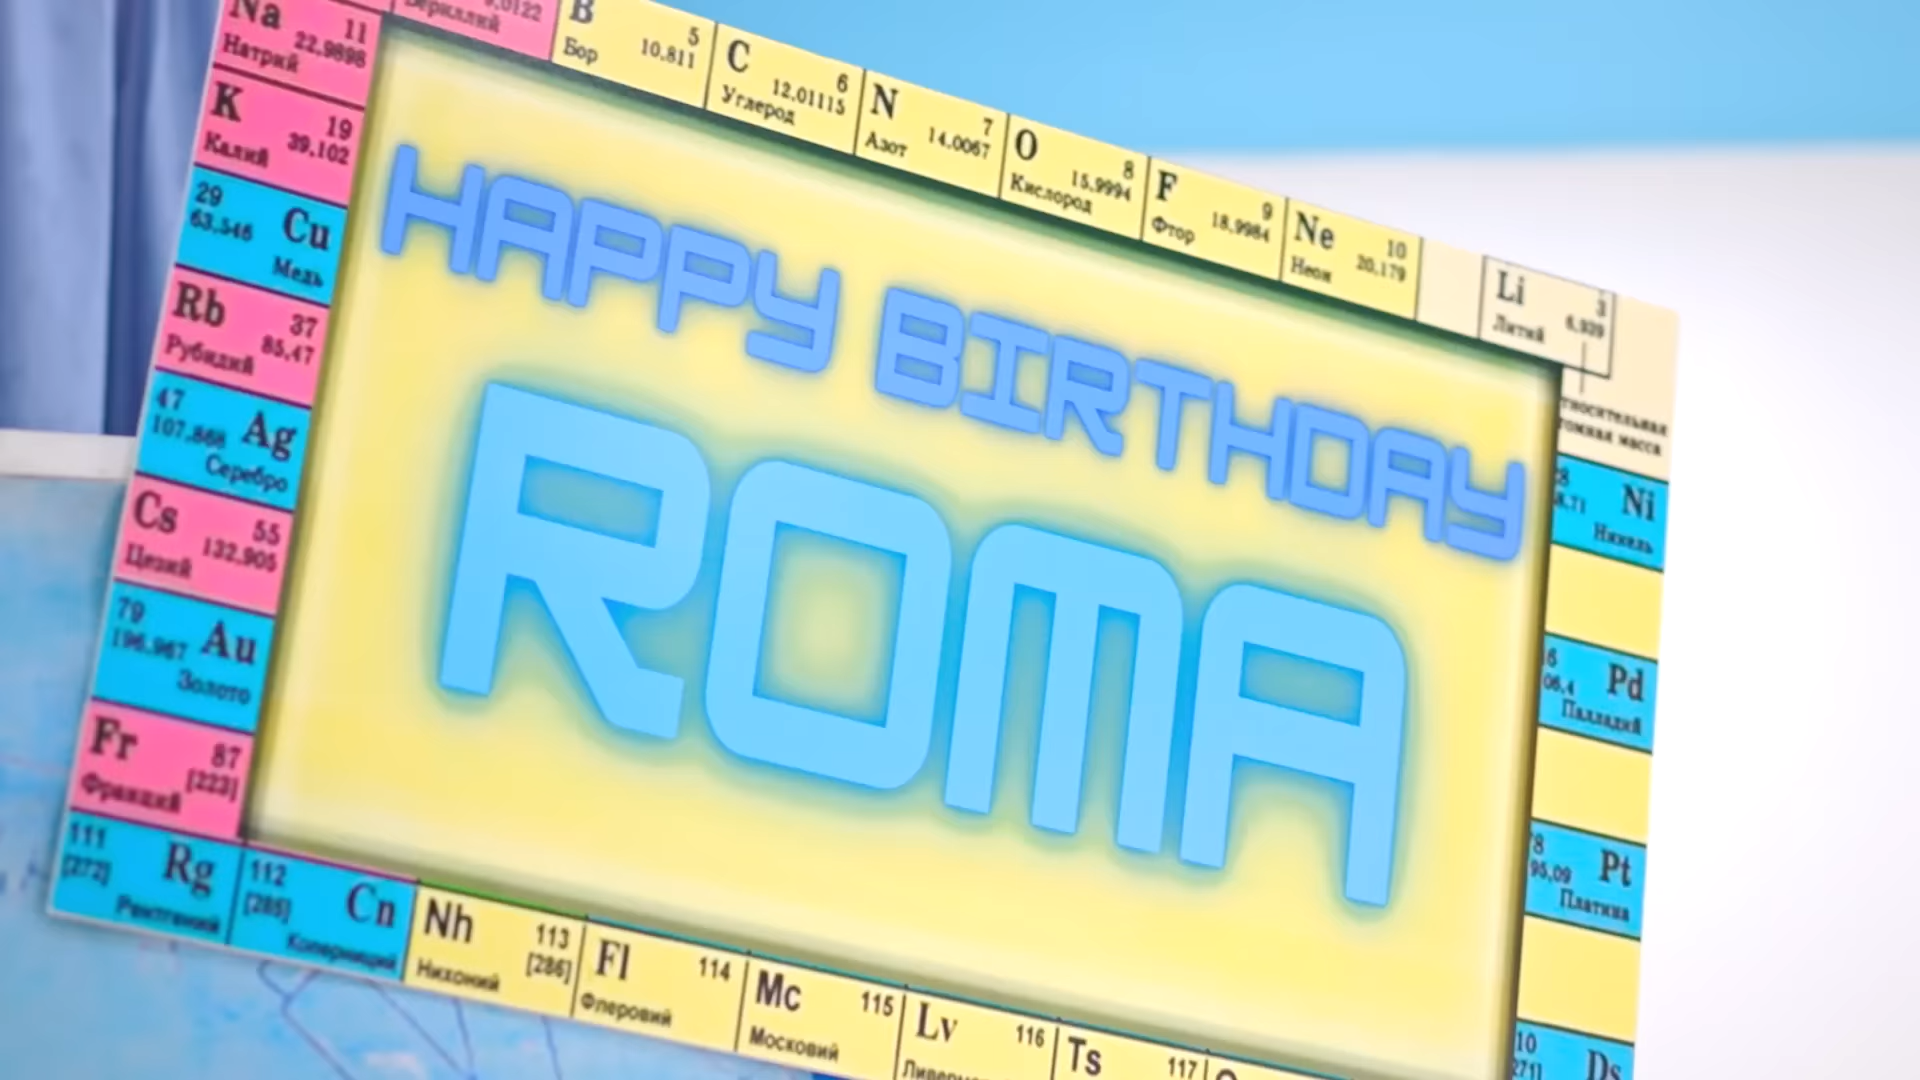 Na 11
22,9898
Натрий
9,0122
Бериллий
B 5
10,811
Бор
C 6
12,01115
Углерод
N 7
14,0067
Азот
O 8
15,9994
Кислород
F 9
18,9984
Фтор
Ne 10
20,179
Неон
Li 3
6,939
Литий
K 19
39,102
Калий
29 Cu
63,546
Медь
Rb 37
85,47
Рубидий
47 Ag
107,868
Серебро
Cs 55
132,905
Цезий
79 Au
196,967
Золото
Fr 87
[223]
Франций
HAPPY BIRTHDAY
ROMA
Ni
Никель
Pd
Палладий
Pt
Платина
Ds
111 Rg
[272]
Рентгений
112 Cn
[285]
Коперниций
Nh 113
[286]
Нихоний
Fl 114
Флеровий
Mc 115
Московий
Lv 116
Ts 117